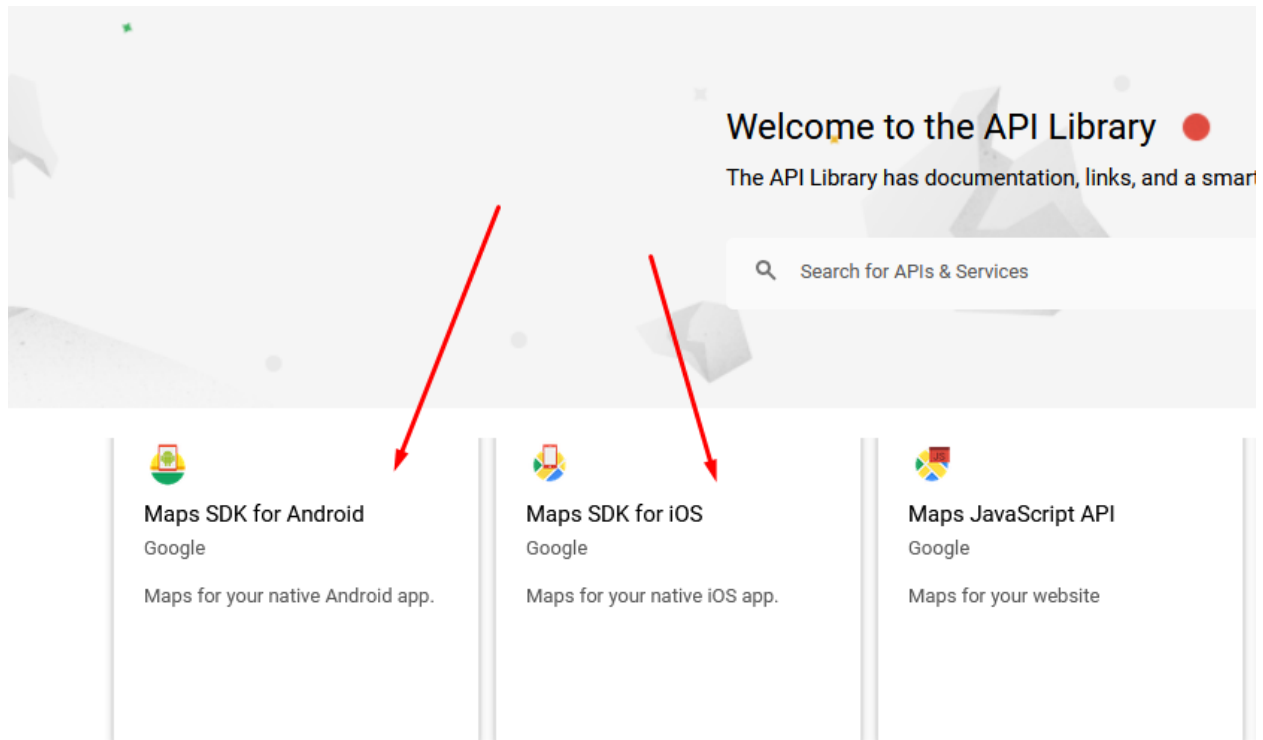 Welcome to the API Library
The API Library has documentation, links, and a smart
Search for APIs & Services
JS
Maps SDK for Android
Google
Maps for your native Android app.
Maps SDK for iOS
Google
Maps for your native iOS app.
Maps JavaScript API
Google
Maps for your website